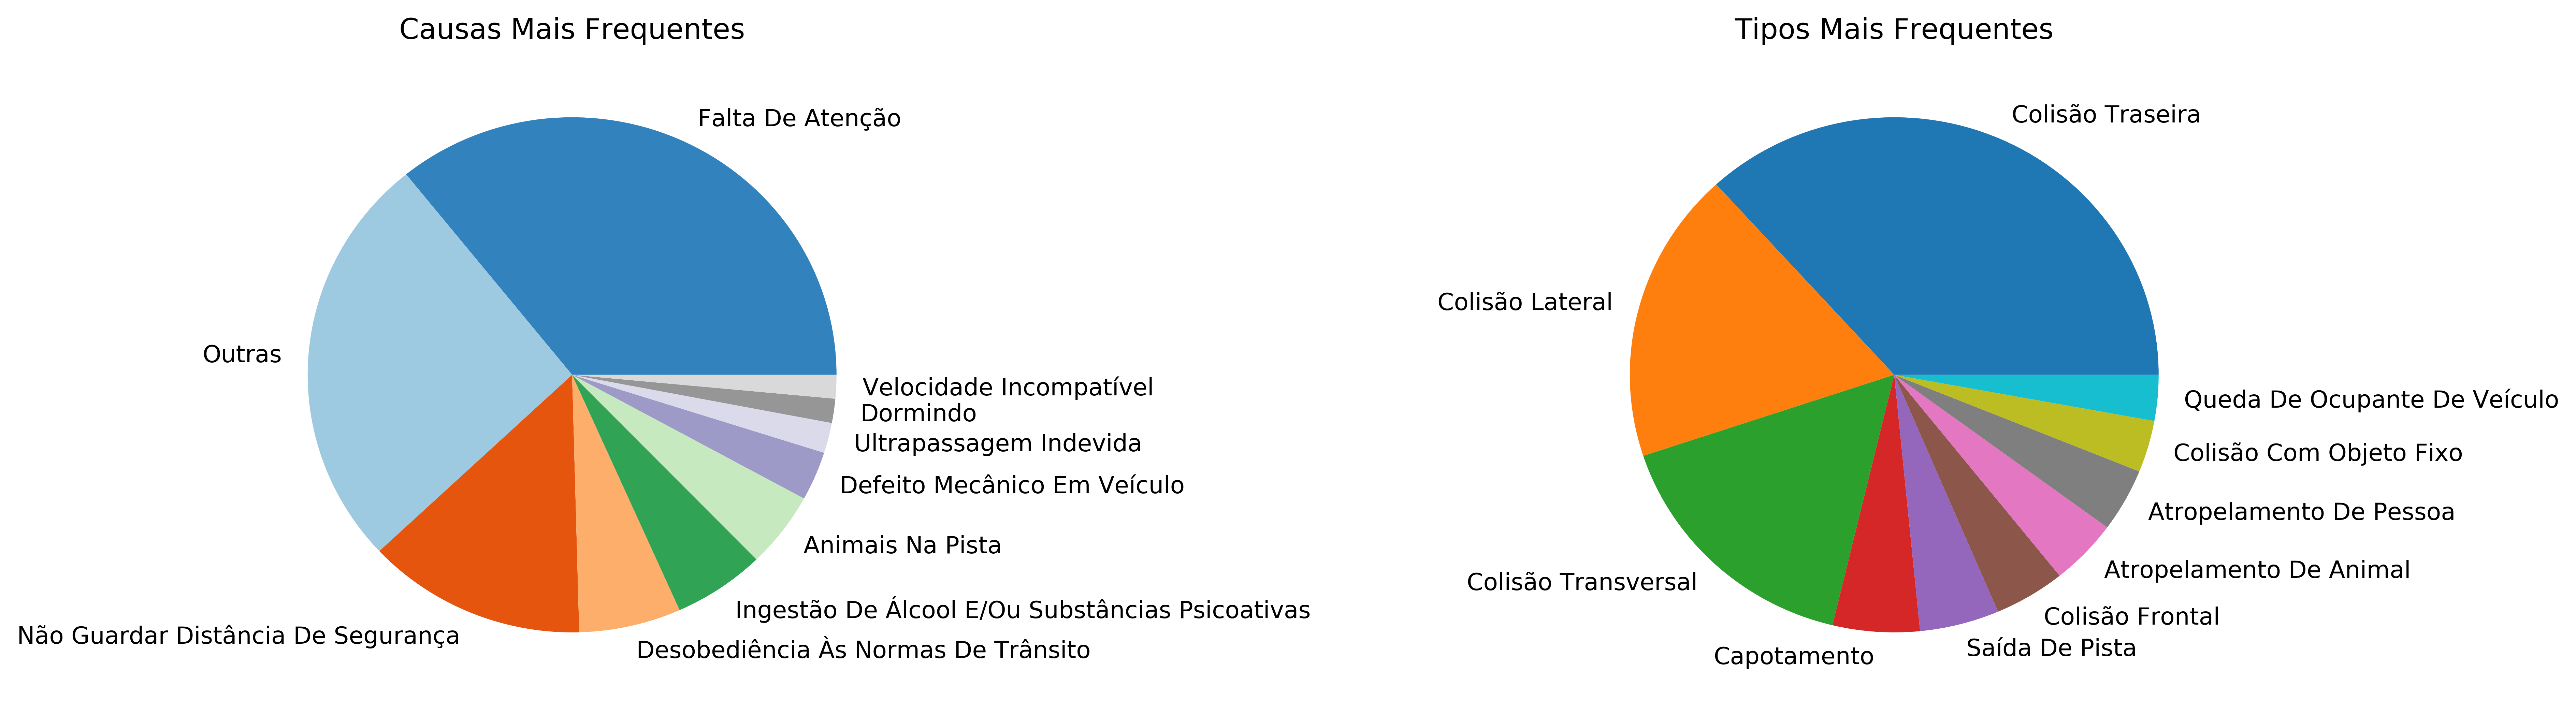 Causas Mais Frequentes
Falta De Atenção
Outras
Não Guardar Distância De Segurança
Desobediência Às Normas De Trânsito
Ingestão De Álcool E/Ou Substâncias Psicoativas
Animais Na Pista
Defeito Mecânico Em Veículo
Ultrapassagem Indevida
Dormindo
Velocidade Incompatível
Tipos Mais Frequentes
Colisão Traseira
Colisão Lateral
Colisão Transversal
Capotamento
Saída De Pista
Colisão Frontal
Atropelamento De Animal
Atropelamento De Pessoa
Colisão Com Objeto Fixo
Queda De Ocupante De Veículo